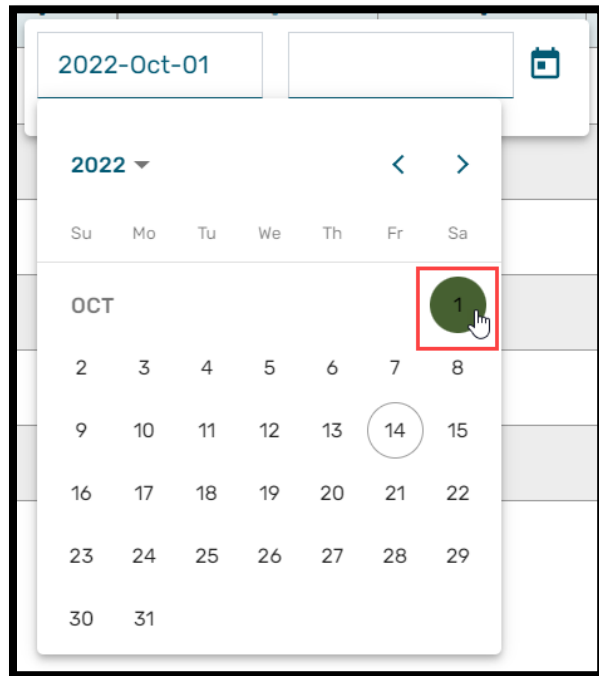 2022-Oct-01
2022
Su Mo Tu We Th Fr Sa
OCT 1
2 3 4 5 6 7 8
9 10 11 12 13 14 15
16 17 18 19 20 21 22
23 24 25 26 27 28 29
30 31